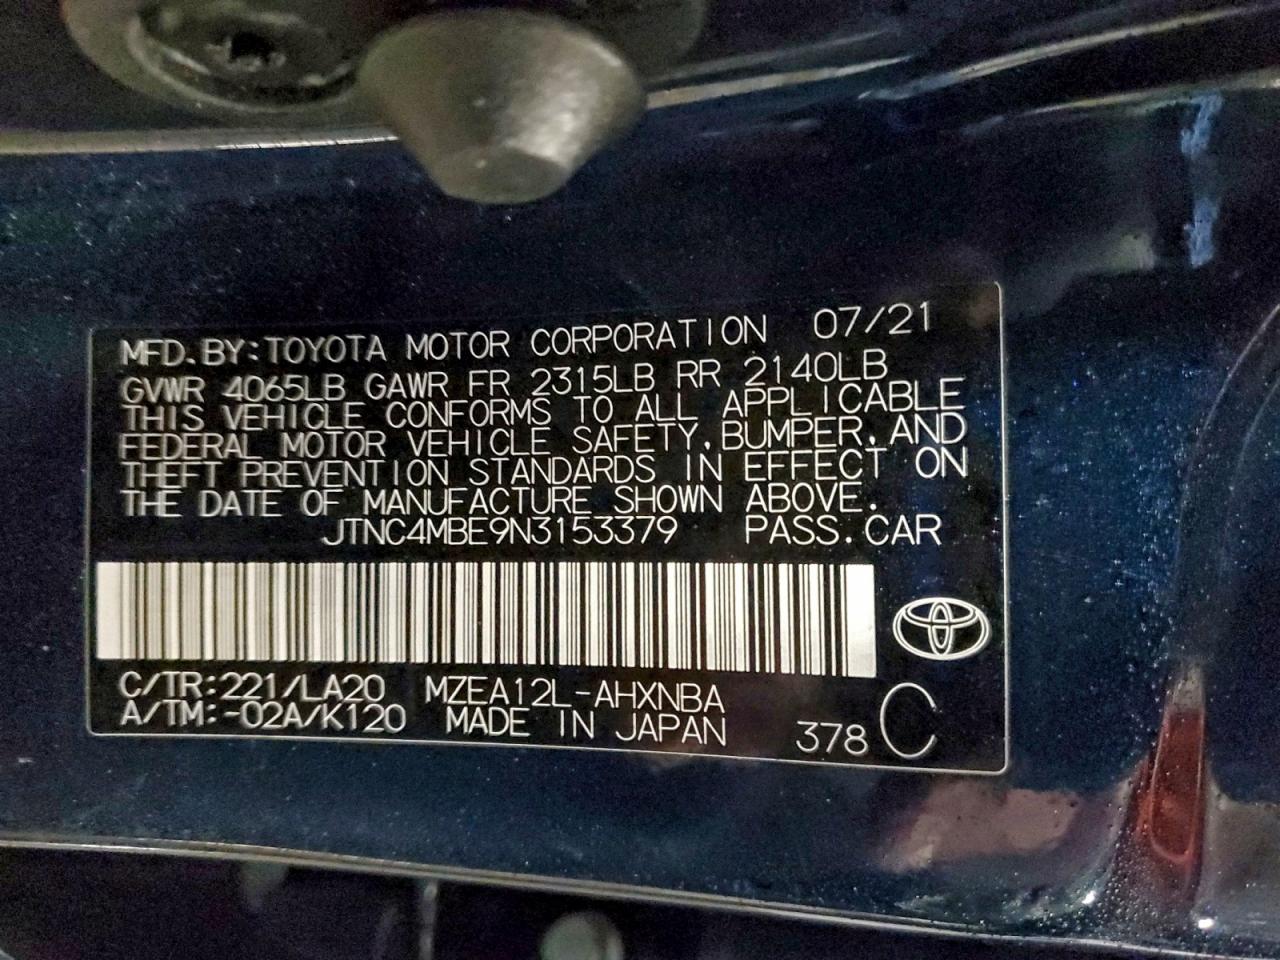 MFD. BY: TOYOTA MOTOR CORPORATION 07/21
GVWR 4065LB GAWR FR 2315LB RR 2140LB
THIS VEHICLE CONFORMS TO ALL APPLICABLE
FEDERAL MOTOR VEHICLE SAFETY, BUMPER, AND
THEFT PREVENTION STANDARDS IN EFFECT ON
THE DATE OF MANUFACTURE SHOWN ABOVE.
JTNC4MBE9N3153379 PASS. CAR
C/TR:221/LA20 MZEA12L-AHXNBA
A/TM:-02A/K120 MADE IN JAPAN 378 C